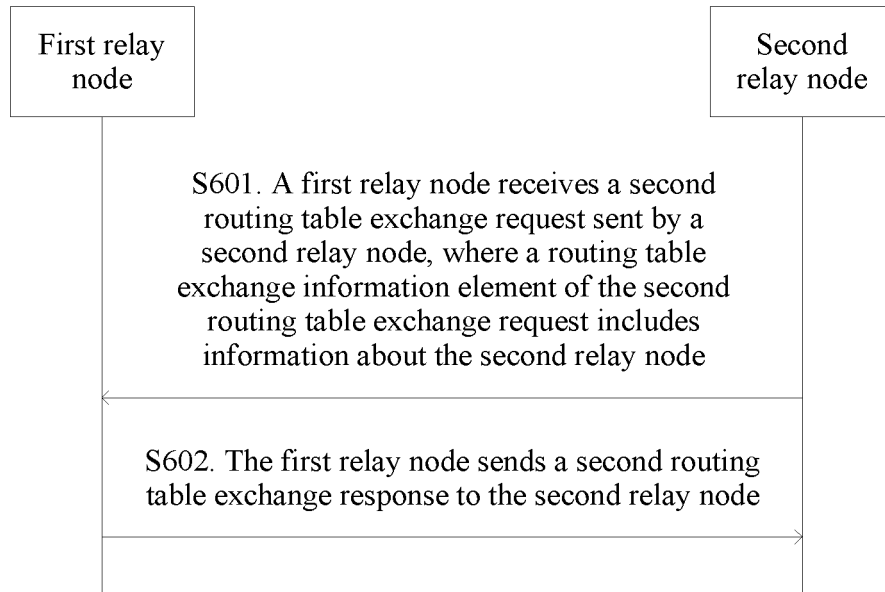 First relay
node
Second
relay node
S601. A first relay node receives a second
routing table exchange request sent by a
second relay node, where a routing table
exchange information element of the second
routing table exchange request includes
information about the second relay node
S602. The first relay node sends a second routing
table exchange response to the second relay node